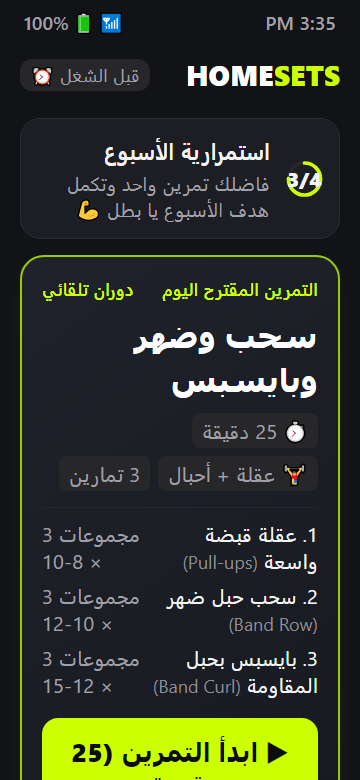 100% 🔋 📶 3:35 PM
HOMESETS
قبل الشغل ⏰
استمرارية الأسبوع
3/4
فاضلك تمرين واحد وتكمل
هدف الأسبوع يا بطل 💪
التمرين المقترح اليوم
دوران تلقائي
سحب وضهر
وبايسبس
⏱️ 25 دقيقة
🏋️ عقلة + أحبال
3 تمارين
1. عقلة قبضة
واسعة (Pull-ups)
3 مجموعات
× 8-10
2. سحب حبل ضهر
(Band Row)
3 مجموعات
× 10-12
3. بايسبس بحبل
المقاومة (Band Curl)
3 مجموعات
× 12-15
▶ ابدأ التمرين (25